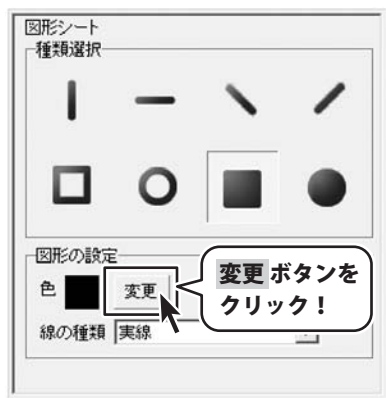 図形シート
種類選択
図形の設定
色
変更
変更 ボタンを
クリック！
線の種類 実線